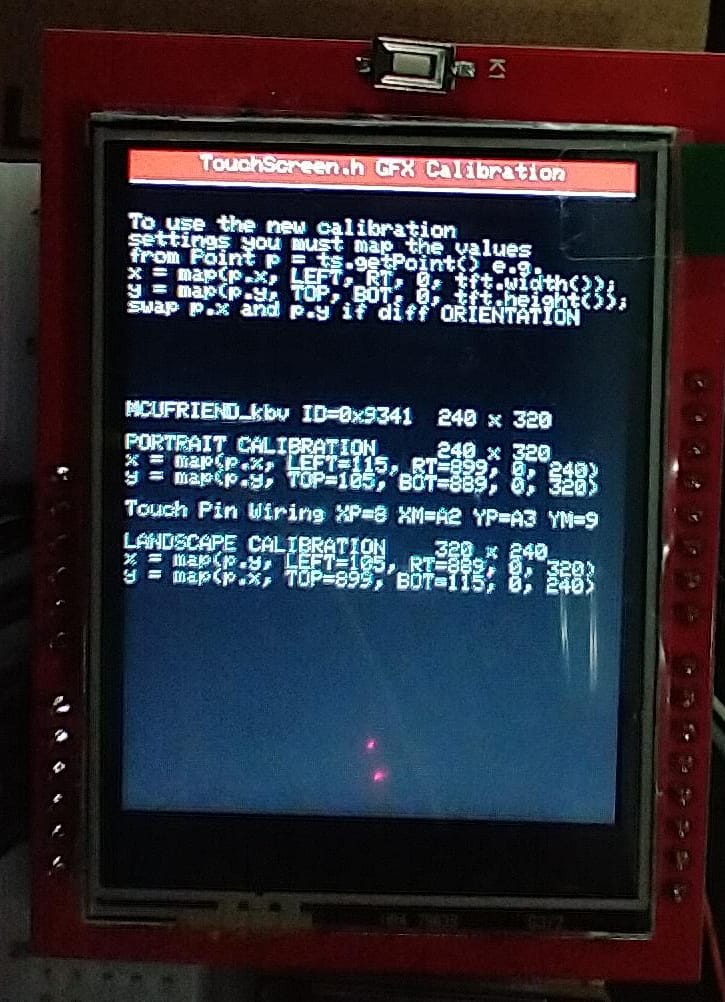 K1
TouchScreen.h GFX Calibration
To use the new calibration
settings you must map the values
from Point p = ts.getPoint() e.g.
x = map(p.x, LEFT, RT, 0, tft.width());
y = map(p.y, TOP, BOT, 0, tft.height());
swap p.x and p.y if diff ORIENTATION
MCUFRIEND_kbv ID=0x9341 240 x 320
PORTRAIT CALIBRATION 240 x 320
x = map(p.x, LEFT=115, RT=899, 0, 240)
y = map(p.y, TOP=105, BOT=889, 0, 320)
Touch Pin Wiring XP=8 XM=A2 YP=A3 YM=9
LANDSCAPE CALIBRATION 320 x 240
x = map(p.y, LEFT=105, RT=889, 0, 320)
y = map(p.x, TOP=899, BOT=115, 0, 240)